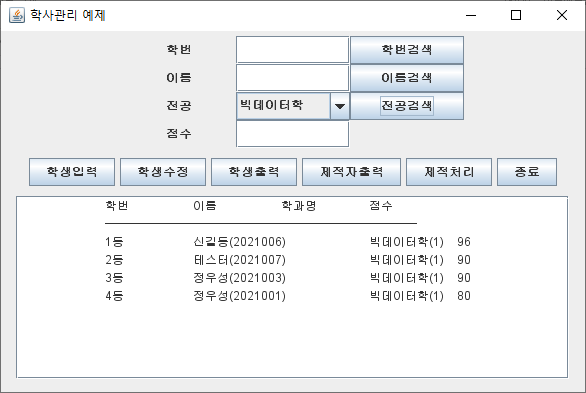 학사관리 예제
학번 학번검색
이름 이름검색
전공 빅데이터학 전공검색
점수
학생입력 학생수정 학생출력 제적자출력 제적처리 종료
학번 이름 학과명 점수
1등 신길동(2021006) 빅데이터학(1) 96
2등 테스터(2021007) 빅데이터학(1) 90
3등 정우성(2021003) 빅데이터학(1) 90
4등 정우성(2021001) 빅데이터학(1) 80